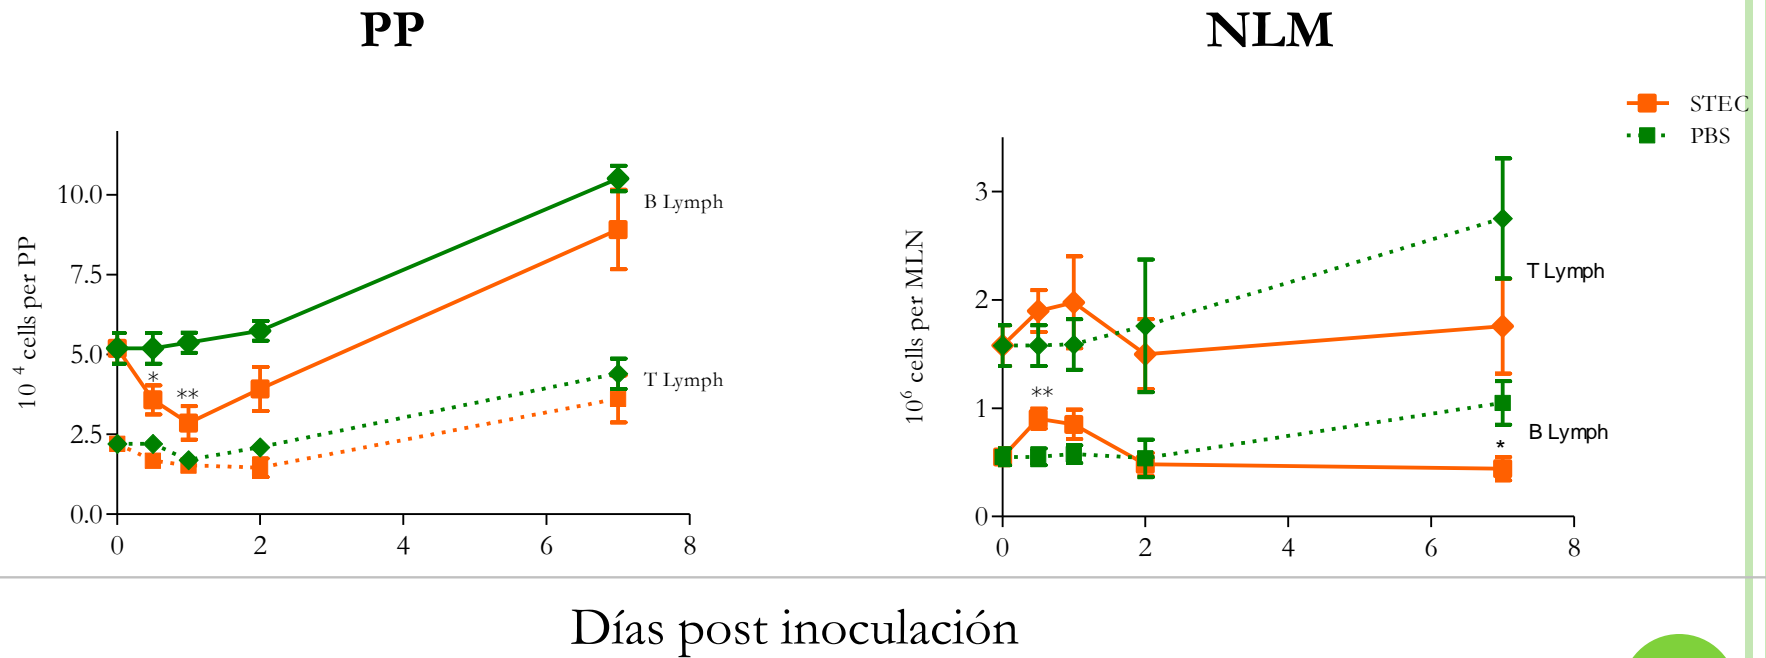 PP
NLM
STEC
PBS
10 4 cells per PP
10.0
7.5
5.0
2.5
0.0
0 2 4 6 8
B Lymph
T Lymph
*
**
10 6 cells per MLN
3
2
1
0
0 2 4 6 8
T Lymph
B Lymph
**
*
Días post inoculación